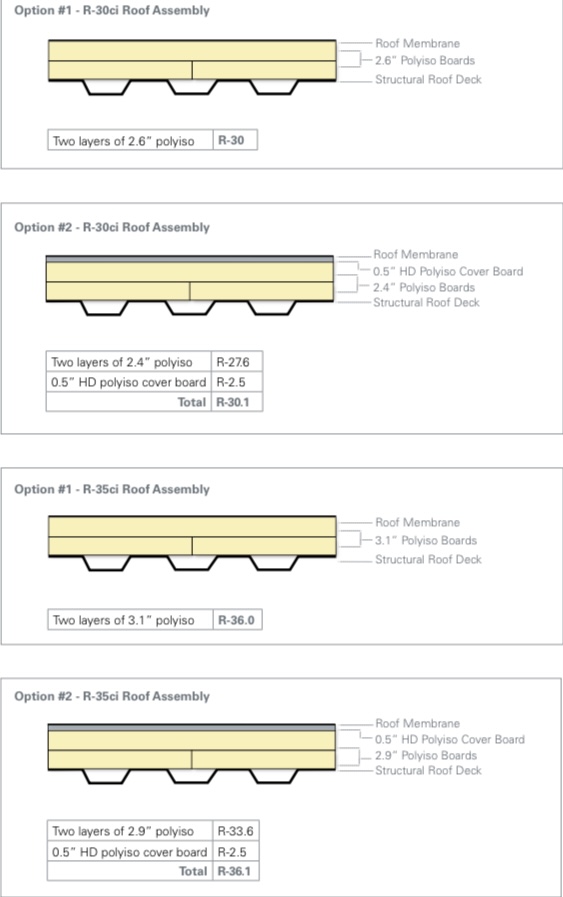 Option #1 - R-30ci Roof Assembly
Roof Membrane
2.6” Polyiso Boards
Structural Roof Deck
Two layers of 2.6” polyiso R-30
Option #2 - R-30ci Roof Assembly
Roof Membrane
0.5” HD Polyiso Cover Board
2.4” Polyiso Boards
Structural Roof Deck
Two layers of 2.4” polyiso R-27.6
0.5” HD polyiso cover board R-2.5
Total R-30.1
Option #1 - R-35ci Roof Assembly
Roof Membrane
3.1” Polyiso Boards
Structural Roof Deck
Two layers of 3.1” polyiso R-36.0
Option #2 - R-35ci Roof Assembly
Roof Membrane
0.5” HD Polyiso Cover Board
2.9” Polyiso Boards
Structural Roof Deck
Two layers of 2.9” polyiso R-33.6
0.5” HD polyiso cover board R-2.5
Total R-36.1